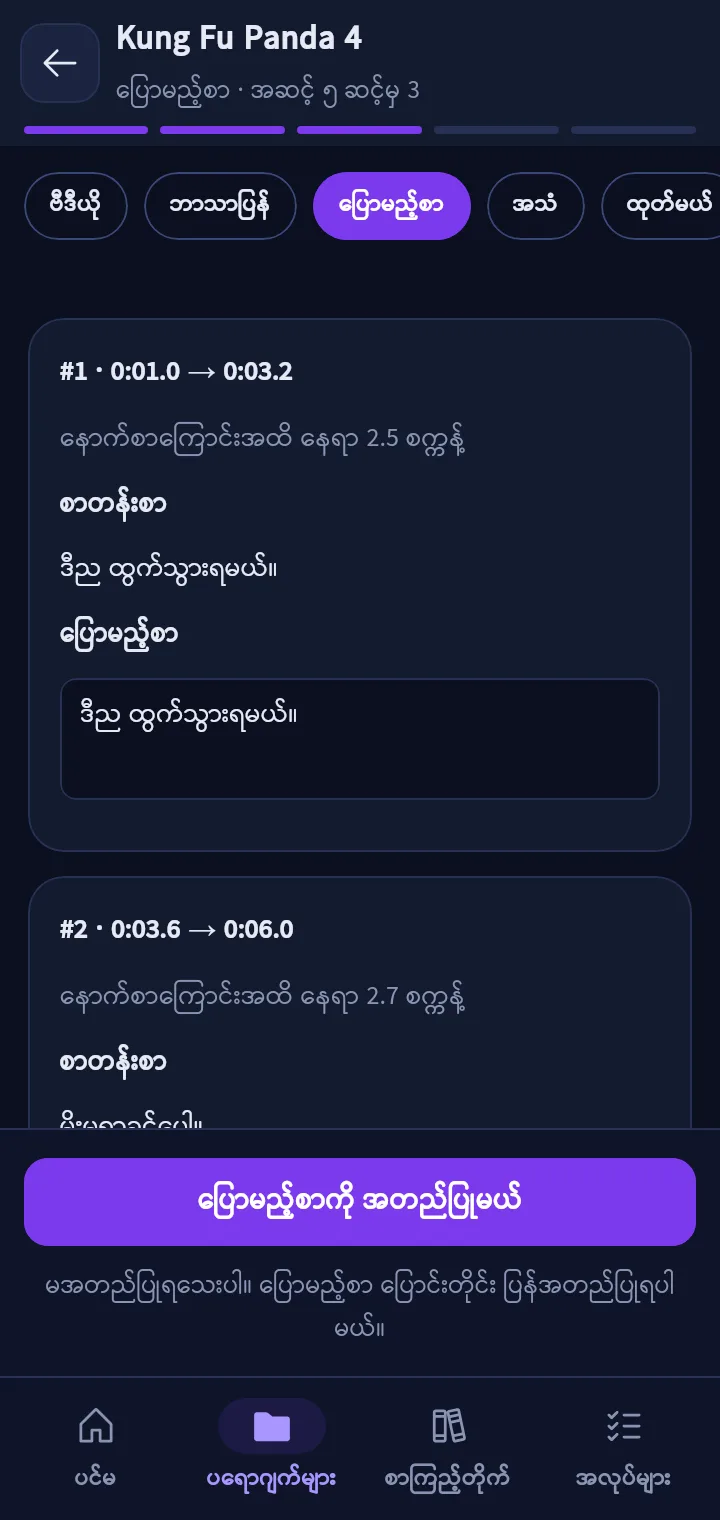 Kung Fu Panda 4
ပြောမည့်စာ · အဆင့် ၅ ဆင့်မှ 3
ဗီဒီယို
ဘာသာပြန်
ပြောမည့်စာ
အသံ
ထုတ်မယ်
#1 · 0:01.0 → 0:03.2
နောက်စာကြောင်းအထိ နေရာ 2.5 စက္ကန့်
စာတန်းစာ
ဒီည ထွက်သွားရမယ်။
ပြောမည့်စာ
ဒီည ထွက်သွားရမယ်။
#2 · 0:03.6 → 0:06.0
နောက်စာကြောင်းအထိ နေရာ 2.7 စက္ကန့်
စာတန်းစာ
ပြောမည့်စာကို အတည်ပြုမယ်
မအတည်ပြုရသေးပါ။ ပြောမည့်စာ ပြောင်းတိုင်း ပြန်အတည်ပြုရပါ
မယ်။
ပင်မ
ပရောဂျက်များ
စာကြည့်တိုက်
အလုပ်များ